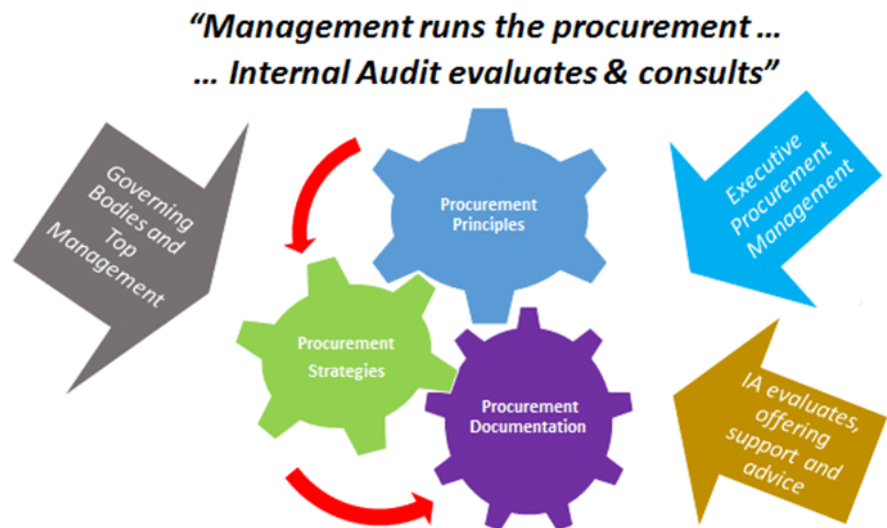 “Management runs the procurement ...
... Internal Audit evaluates & consults”
Governing
Bodies and
Top
Management
Procurement
Principles
Executive
Procurement
Management
Procurement
Strategies
Procurement
Documentation
IA evaluates,
offering
support and
advice